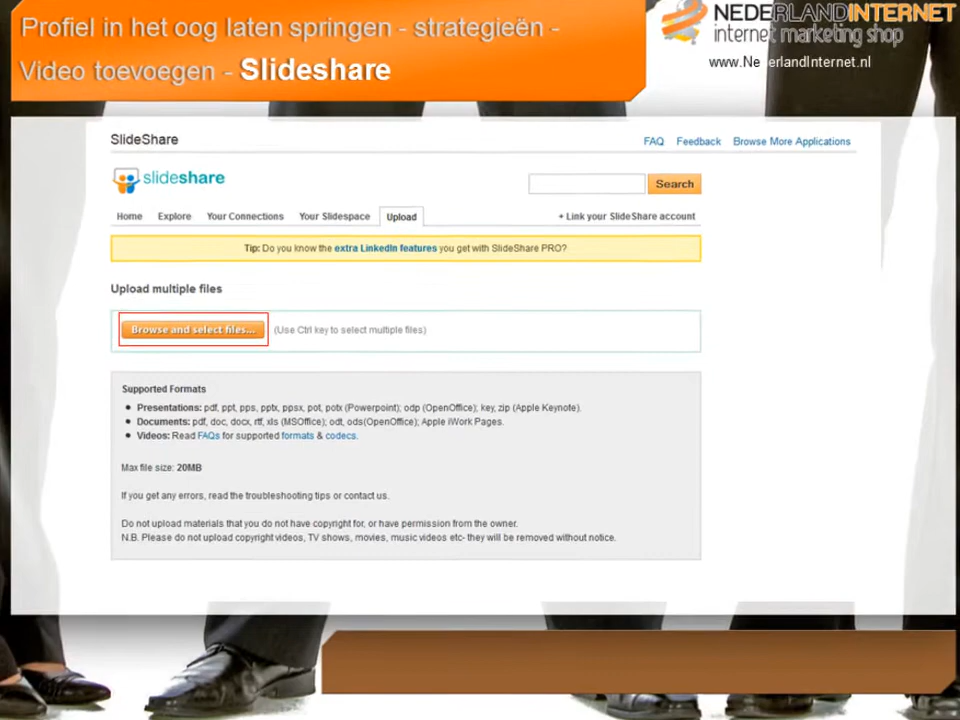 Profiel in het oog laten springen - strategieën -
Video toevoegen - Slideshare
NEDERLANDINTERNET
internet marketing shop
www.NederlandInternet.nl
SlideShare
FAQ Feedback Browse More Applications
slideshare
Search
Home Explore Your Connections Your Slidespace Upload + Link your SlideShare account
Tip: Do you know the extra LinkedIn features you get with SlideShare PRO?
Upload multiple files
Browse and select files... (Use Ctrl key to select multiple files)
Supported Formats
• Presentations: pdf, ppt, pps, pptx, ppsx, pot, potx (Powerpoint); odp (OpenOffice); key, zip (Apple Keynote).
• Documents: pdf, doc, docx, rtf, xls (MSOffice); odt, ods(OpenOffice); Apple iWork Pages.
• Videos: Read FAQs for supported formats & codecs.
Max file size: 20MB
If you get any errors, read the troubleshooting tips or contact us.
Do not upload materials that you do not have copyright for, or have permission from the owner.
N.B. Please do not upload copyright videos, TV shows, movies, music videos etc- they will be removed without notice.